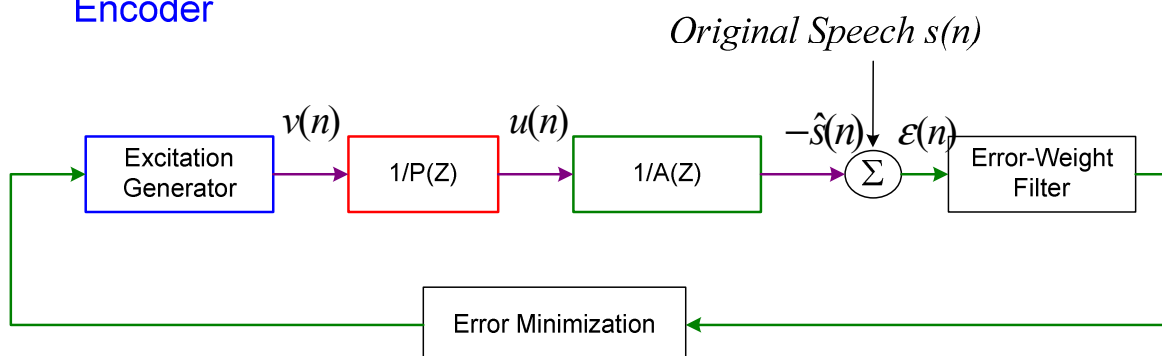 Encoder
Original Speech s(n)
v(n)
u(n)
−ŝ(n)
ε(n)
Excitation
Generator
1/P(Z)
1/A(Z)
Σ
Error-Weight
Filter
Error Minimization